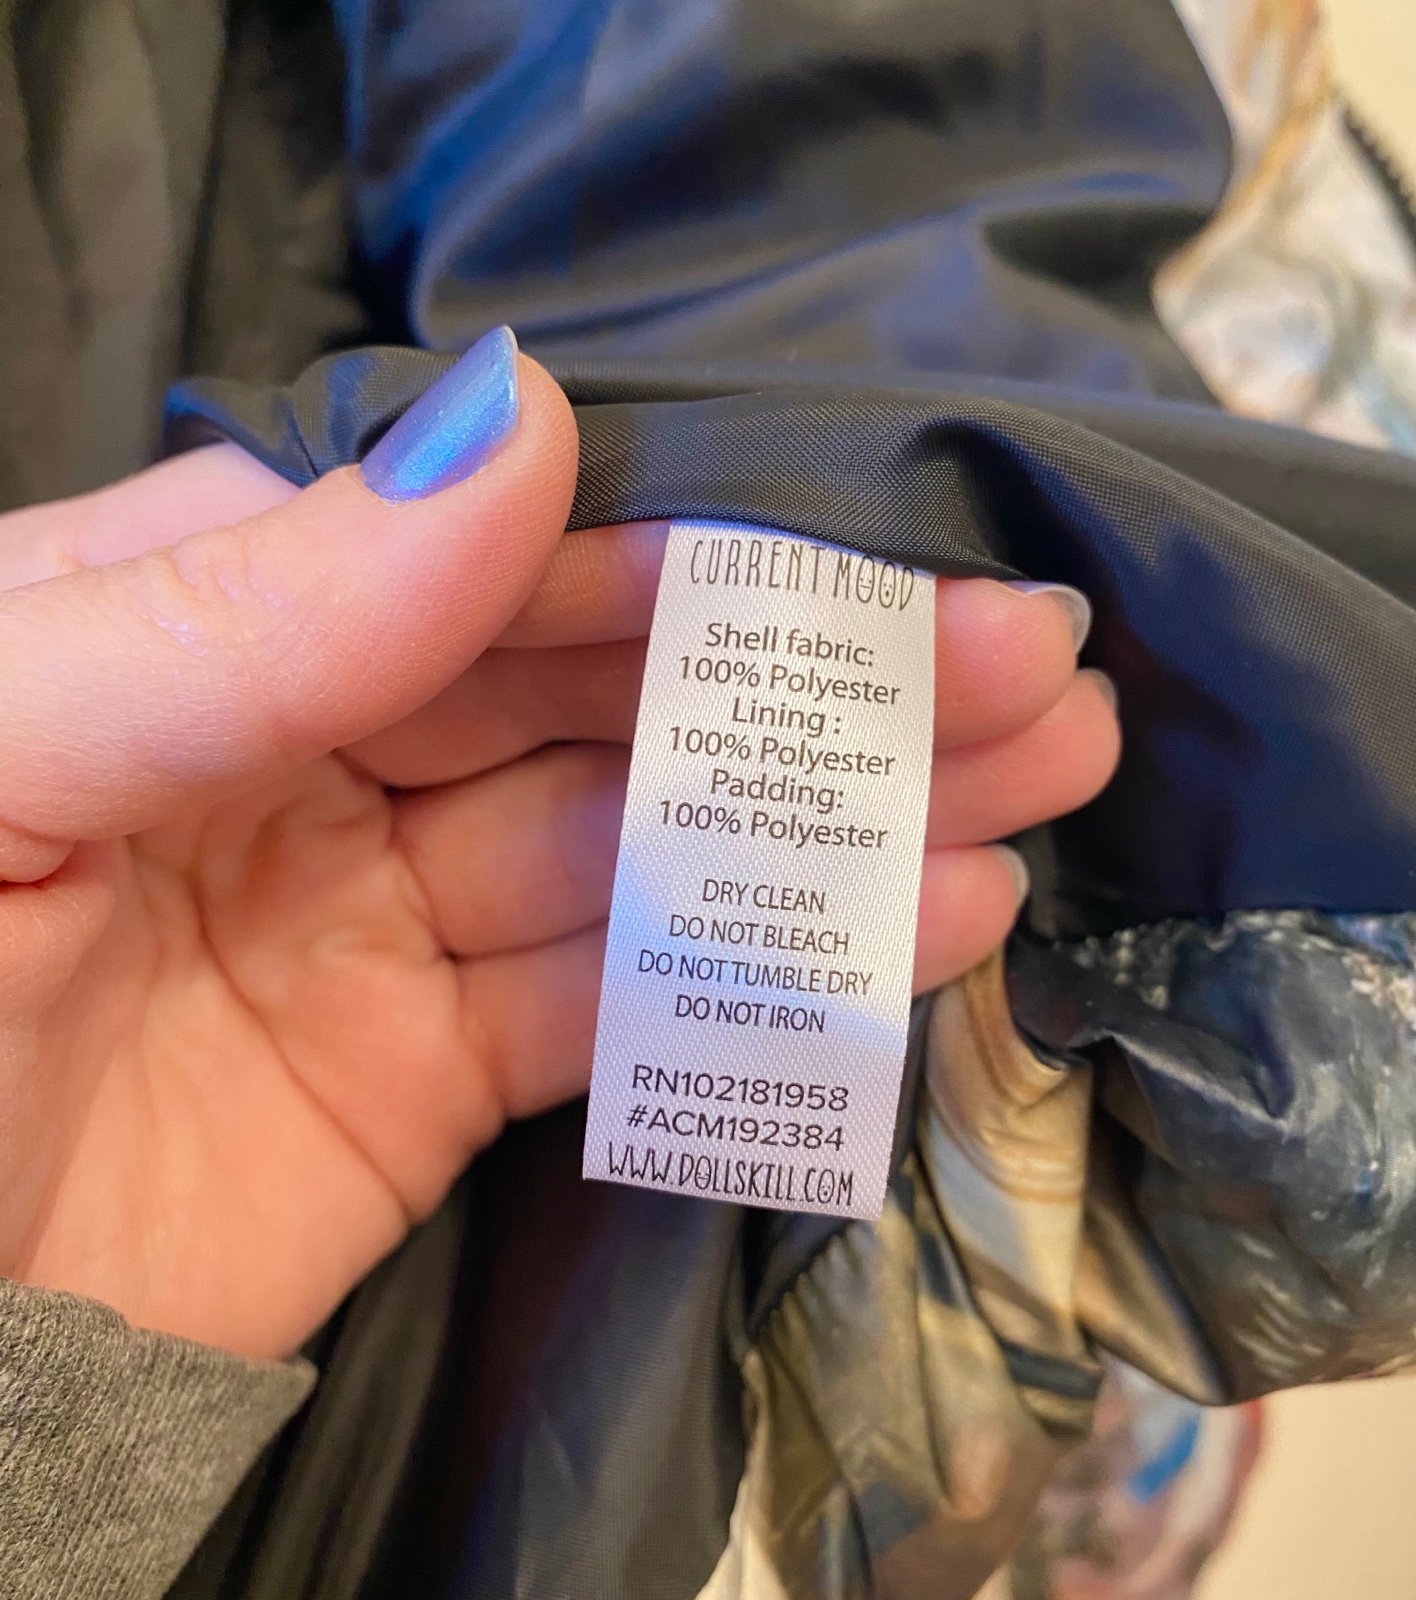 CURRENT MOOD
Shell fabric:
100% Polyester
Lining :
100% Polyester
Padding:
100% Polyester
DRY CLEAN
DO NOT BLEACH
DO NOT TUMBLE DRY
DO NOT IRON
RN102181958
#ACM192384
WWW.DOLLSKILL.COM